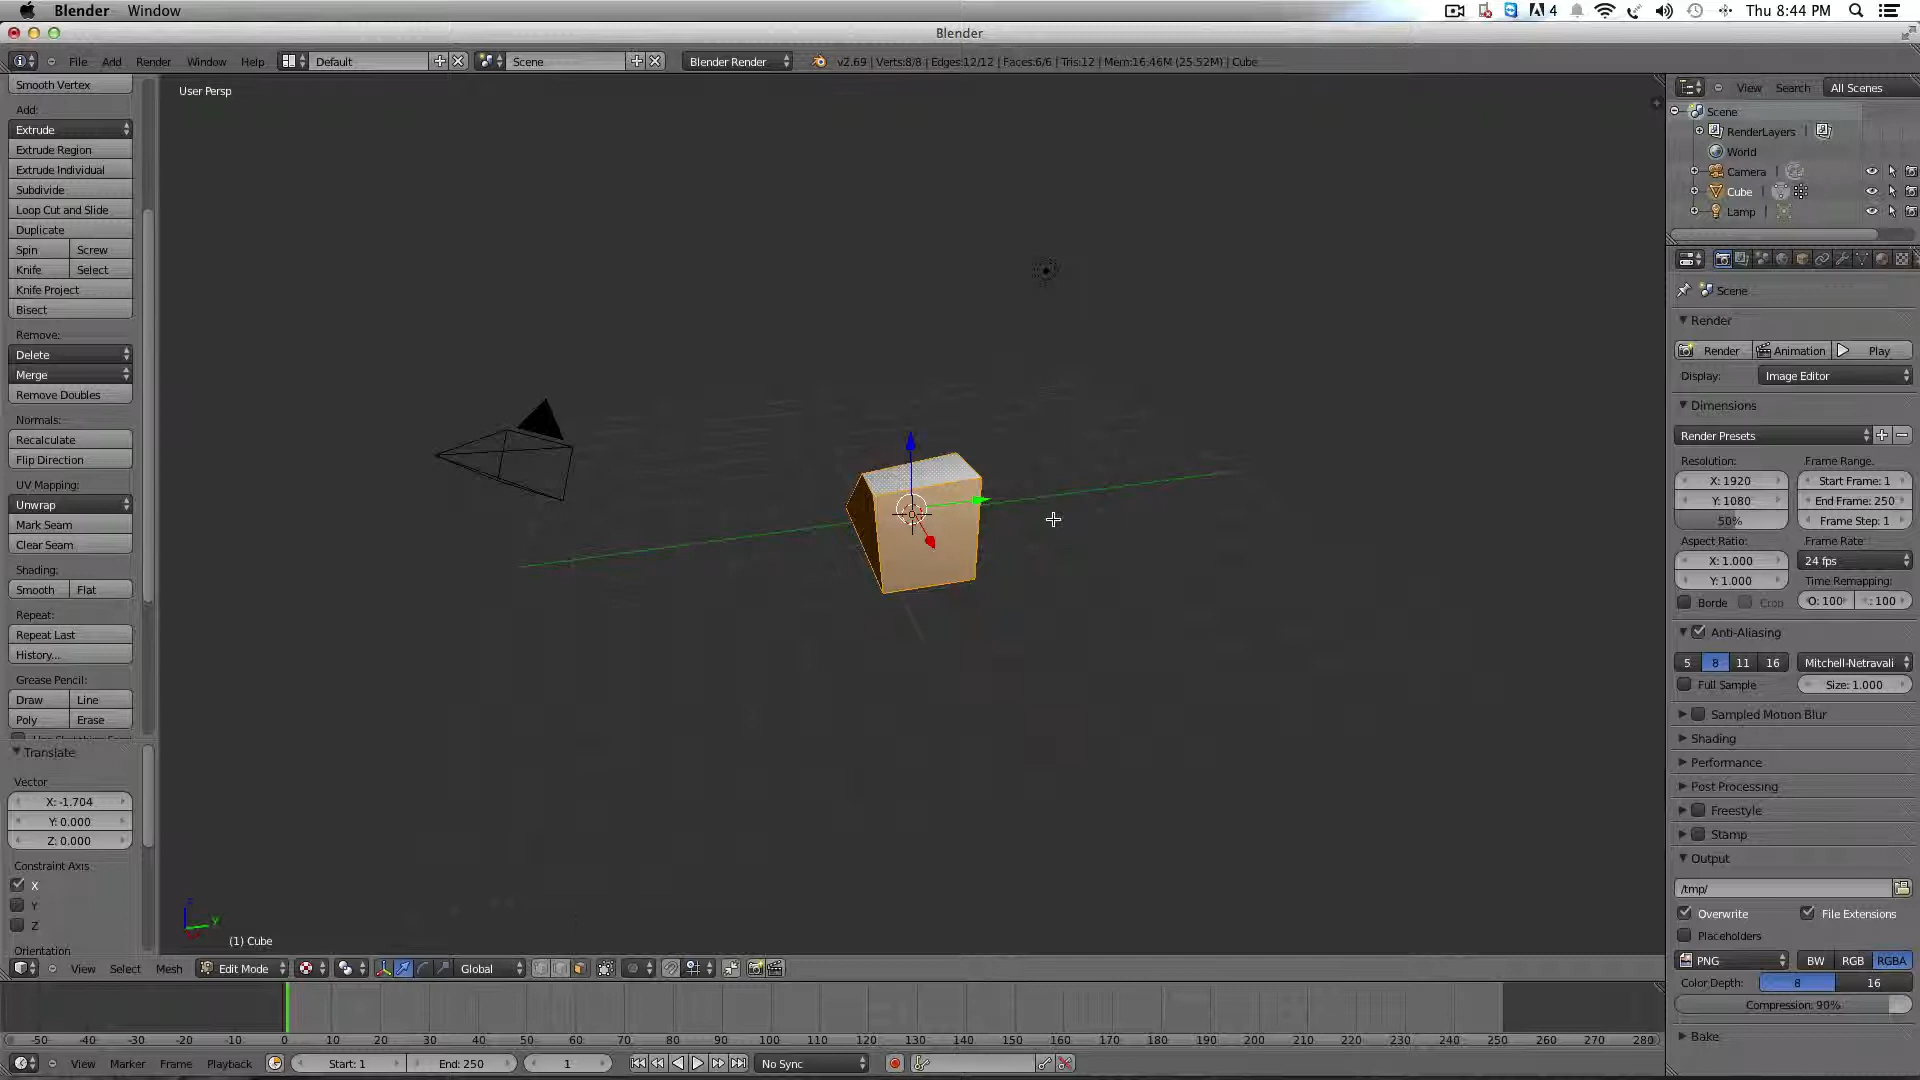 Blender Window 4 Thu 8:44 PM
Blender
File Add Render Window Help Default Scene Blender Render v2.69 | Verts:8/8 | Edges:12/12 | Faces:6/6 | Tris:12 | Mem:16.46M (25.52M) | Cube
User Persp
Smooth Vertex
Add:
Extrude
Extrude Region
Extrude Individual
Subdivide
Loop Cut and Slide
Duplicate
Spin Screw
Knife Select
Knife Project
Bisect
Remove:
Delete
Merge
Remove Doubles
Normals:
Recalculate
Flip Direction
UV Mapping:
Unwrap
Mark Seam
Clear Seam
Shading:
Smooth Flat
Repeat:
Repeat Last
History...
Grease Pencil:
Draw Line
Poly Erase
Translate
Vector
X: -1.704
Y: 0.000
Z: 0.000
Constraint Axis
X
Y
Z
Orientation
z
y
(1) Cube
View Select Mesh Edit Mode Global
-50 -40 -30 -20 -10 0 10 20 30 40 50 60 70 80 90 100 110 120 130 140 150 160 170 180 190 200 210 220 230 240 250 260 270 280
View Marker Frame Playback Start: 1 End: 250 1 No Sync
View Search All Scenes
Scene
RenderLayers |
World
Camera |
Cube |
Lamp |
Scene
Render
Render Animation Play
Display: Image Editor
Dimensions
Render Presets
Resolution: Frame Range:
X: 1920 Start Frame: 1
Y: 1080 End Frame: 250
50% Frame Step: 1
Aspect Ratio: Frame Rate:
X: 1.000 24 fps
Y: 1.000 Time Remapping:
Borde Crop O: 100 : 100
Anti-Aliasing
5 8 11 16 Mitchell-Netravali
Full Sample Size: 1.000
Sampled Motion Blur
Shading
Performance
Post Processing
Freestyle
Stamp
Output
/tmp/
Overwrite File Extensions
Placeholders
PNG BW RGB RGBA
Color Depth: 8 16
Compression: 90%
Bake